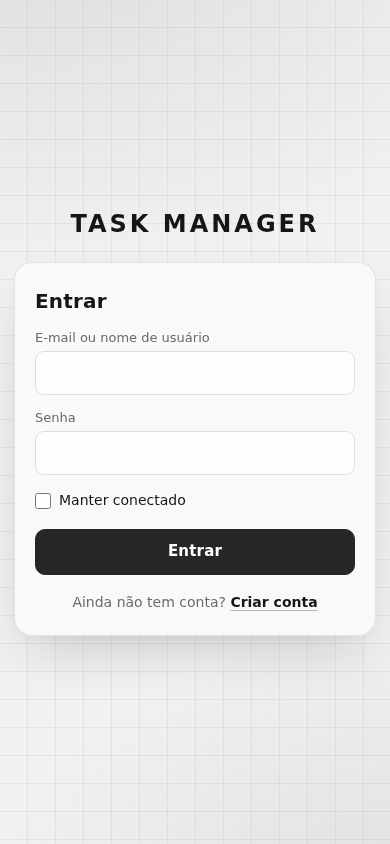 TASK MANAGER
Entrar
E-mail ou nome de usuário
Senha
Manter conectado
Entrar
Ainda não tem conta? Criar conta